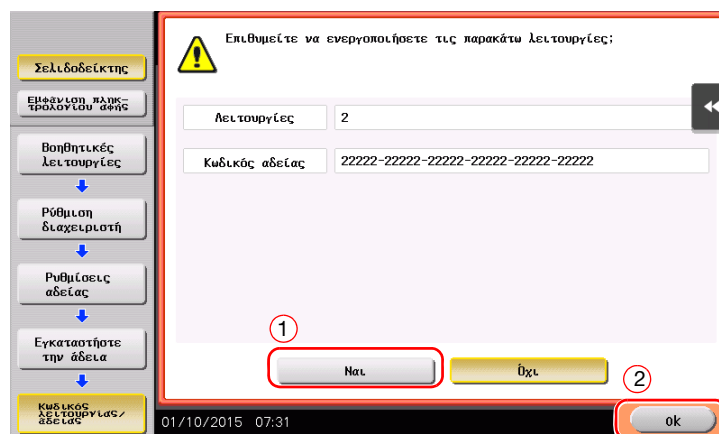 Επιθυμείτε να ενεργοποιήσετε τις παρακάτω λειτουργίες;
Σελιδοδείκτης
Εμφάνιση πληκ-
τρολογίου αφής
Λειτουργίες
2
Κωδικός αδείας
22222-22222-22222-22222-22222-22222
Βοηθητικές
λειτουργίες
Ρύθμιση
διαχειριστή
Ρυθμίσεις
αδείας
Εγκαταστήστε
την άδεια
Κωδικός
λειτουργίας/
άδειας
1
Ναι
Όχι
2
01/10/2015 07:31
ok